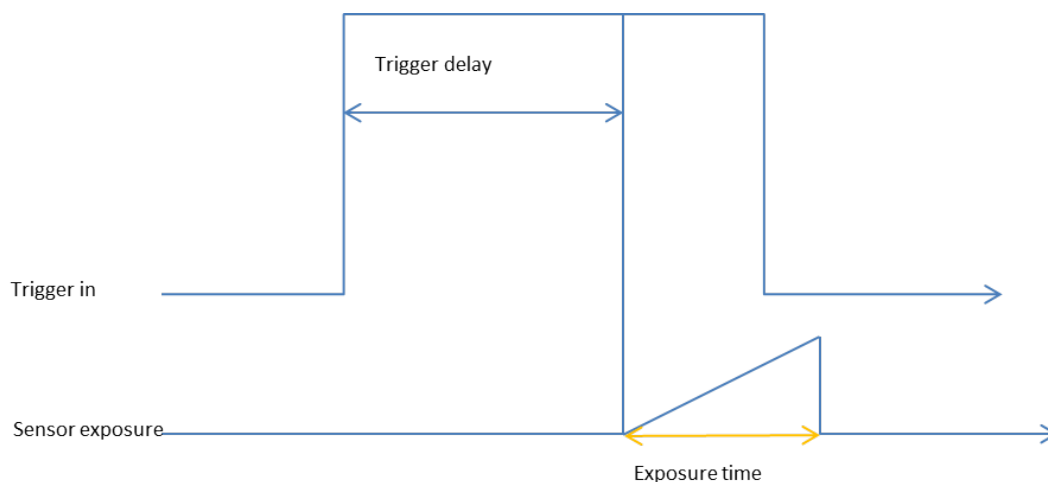 Trigger delay
Trigger in
Sensor exposure
Exposure time